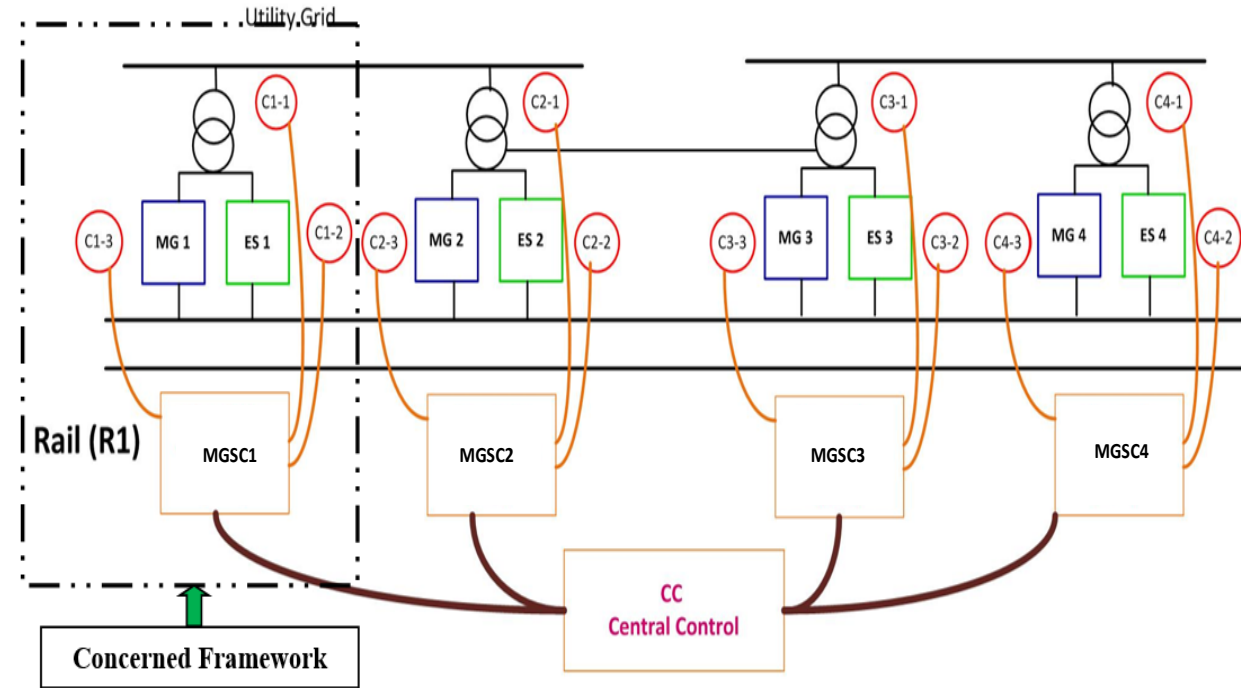 Utility Grid
C1-1
C2-1
C3-1
C4-1
C1-3
MG 1
ES 1
C1-2
C2-3
MG 2
ES 2
C2-2
C3-3
MG 3
ES 3
C3-2
C4-3
MG 4
ES 4
C4-2
Rail (R1)
MGSC1
MGSC2
MGSC3
MGSC4
CC
Central Control
Concerned Framework